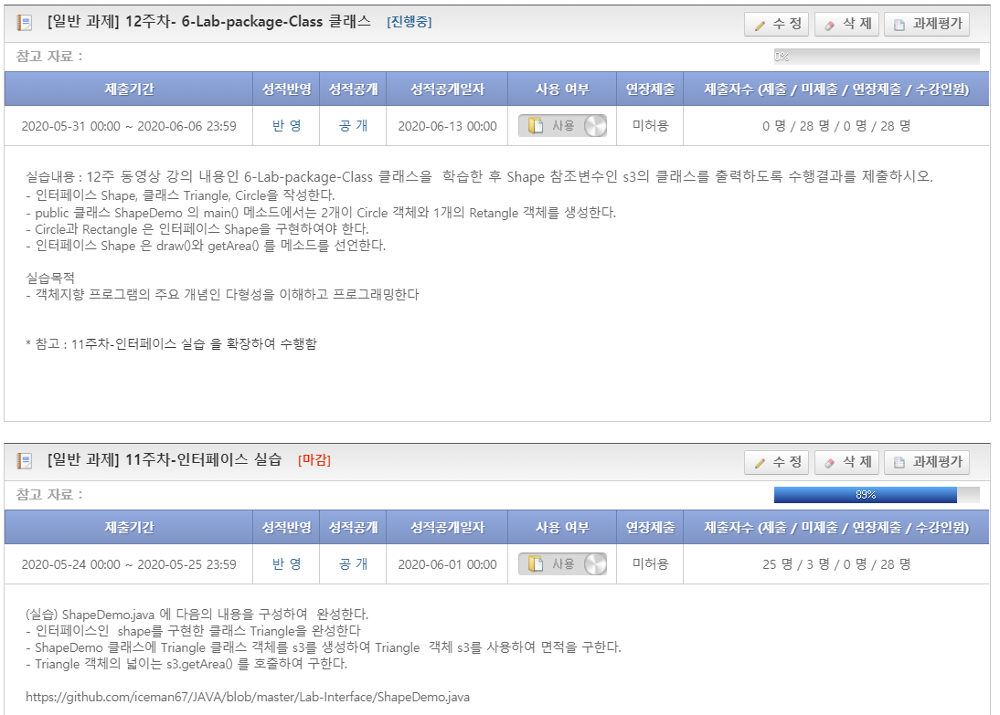 [일반 과제] 12주차- 6-Lab-package-Class 클래스 [진행중] 수 정 삭 제 과제평가
참고 자료 : 0%
제출기간 성적반영 성적공개 성적공개일자 사용 여부 연장제출 제출자수 (제출 / 미제출 / 연장제출 / 수강인원)
2020-05-31 00:00 ~ 2020-06-06 23:59 반 영 공 개 2020-06-13 00:00 사용 미허용 0 명 / 28 명 / 0 명 / 28 명
실습내용 : 12주 동영상 강의 내용인 6-Lab-package-Class 클래스을 학습한 후 Shape 참조변수인 s3의 클래스를 출력하도록 수행결과를 제출하시오.
- 인터페이스 Shape, 클래스 Triangle, Circle을 작성한다.
- public 클래스 ShapeDemo 의 main() 메소드에서는 2개이 Circle 객체와 1개의 Retangle 객체를 생성한다.
- Circle과 Rectangle 은 인터페이스 Shape을 구현하여야 한다.
- 인터페이스 Shape 은 draw()와 getArea() 를 메소드를 선언한다.
실습목적
- 객체지향 프로그램의 주요 개념인 다형성을 이해하고 프로그래밍한다
* 참고 : 11주차-인터페이스 실습 을 확장하여 수행함
[일반 과제] 11주차-인터페이스 실습 [마감] 수 정 삭 제 과제평가
참고 자료 : 89%
제출기간 성적반영 성적공개 성적공개일자 사용 여부 연장제출 제출자수 (제출 / 미제출 / 연장제출 / 수강인원)
2020-05-24 00:00 ~ 2020-05-25 23:59 반 영 공 개 2020-06-01 00:00 사용 미허용 25 명 / 3 명 / 0 명 / 28 명
(실습) ShapeDemo.java 에 다음의 내용을 구성하여 완성한다.
- 인터페이스인 shape를 구현한 클래스 Triangle을 완성한다
- ShapeDemo 클래스에 Triangle 클래스 객체를 s3를 생성하여 Triangle 객체 s3를 사용하여 면적을 구한다.
- Triangle 객체의 넓이는 s3.getArea() 를 호출하여 구한다.
https://github.com/iceman67/JAVA/blob/master/Lab-Interface/ShapeDemo.java